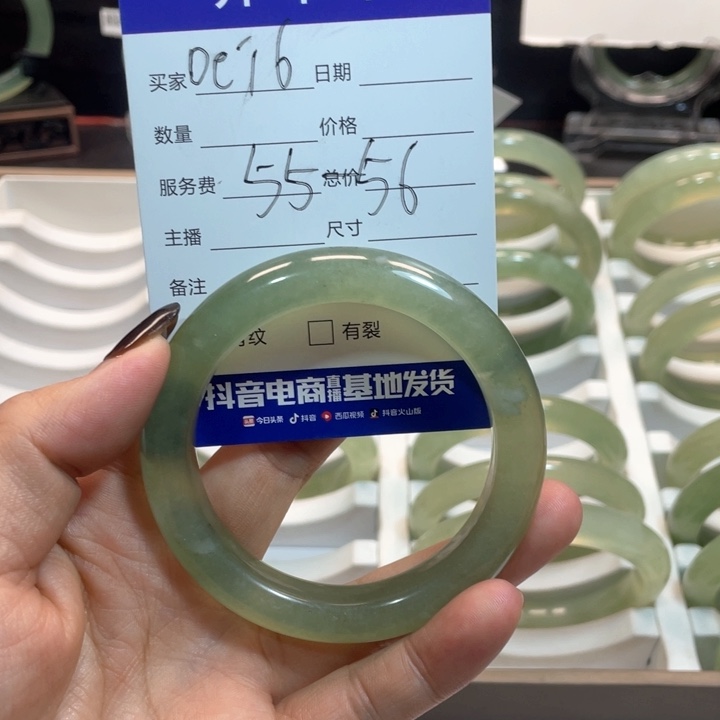 买家 oe16 日期
数量 价格
服务费 55 总价 56
主播 尺寸
备注
纹 有裂
抖音电商直播基地发货
今日头条 抖音 西瓜视频 抖音火山版